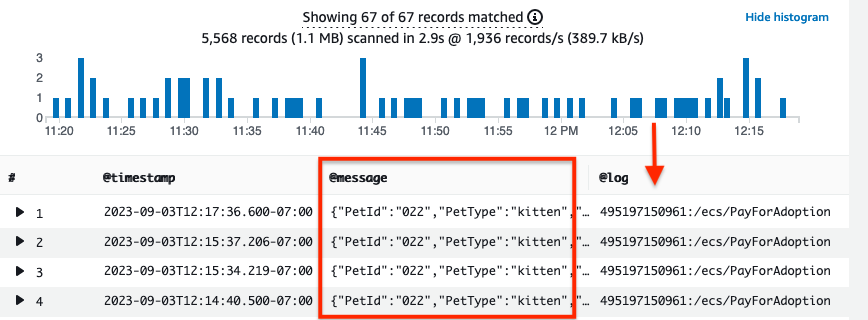 Showing 67 of 67 records matched
Hide histogram
5,568 records (1.1 MB) scanned in 2.9s @ 1,936 records/s (389.7 kB/s)
3
2
1
0
11:20 11:25 11:30 11:35 11:40 11:45 11:50 11:55 12 PM 12:05 12:10 12:15
# @timestamp @message @log
1 2023-09-03T12:17:36.600-07:00 {"PetId":"022","PetType":"kitten","… 495197150961:/ecs/PayForAdoption
2 2023-09-03T12:15:37.206-07:00 {"PetId":"022","PetType":"kitten","… 495197150961:/ecs/PayForAdoption
3 2023-09-03T12:15:34.219-07:00 {"PetId":"022","PetType":"kitten","… 495197150961:/ecs/PayForAdoption
4 2023-09-03T12:14:40.500-07:00 {"PetId":"022","PetType":"kitten","… 495197150961:/ecs/PayForAdoption